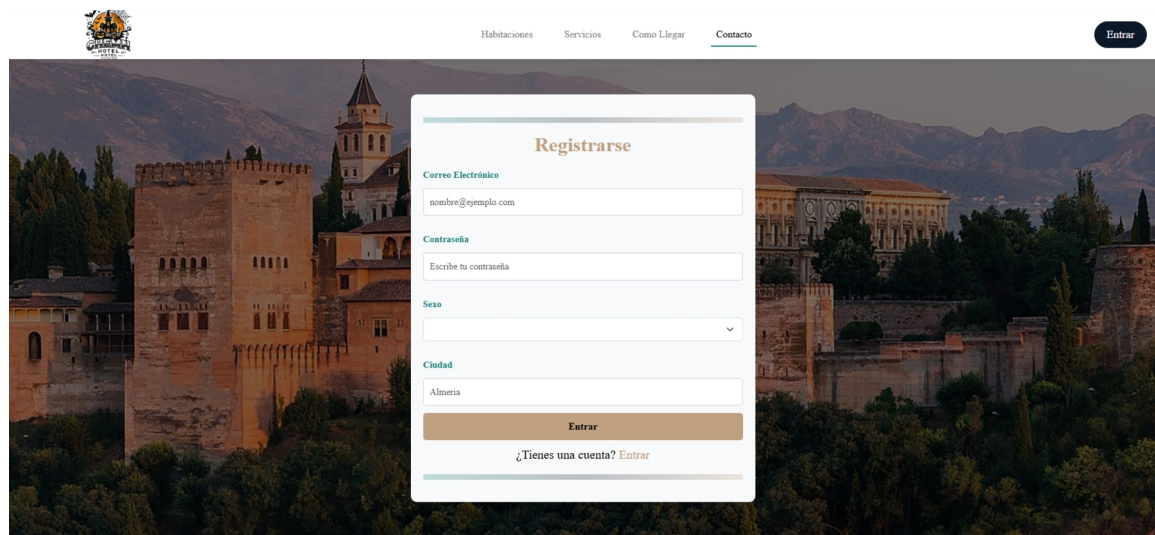 HOTEL
Habitaciones
Servicios
Como Llegar
Contacto
Entrar
Registrarse
Correo Electrónico
nombre@ejemplo.com
Contraseña
Escribe tu contraseña
Sexo
Ciudad
Almeria
Entrar
¿Tienes una cuenta? Entrar